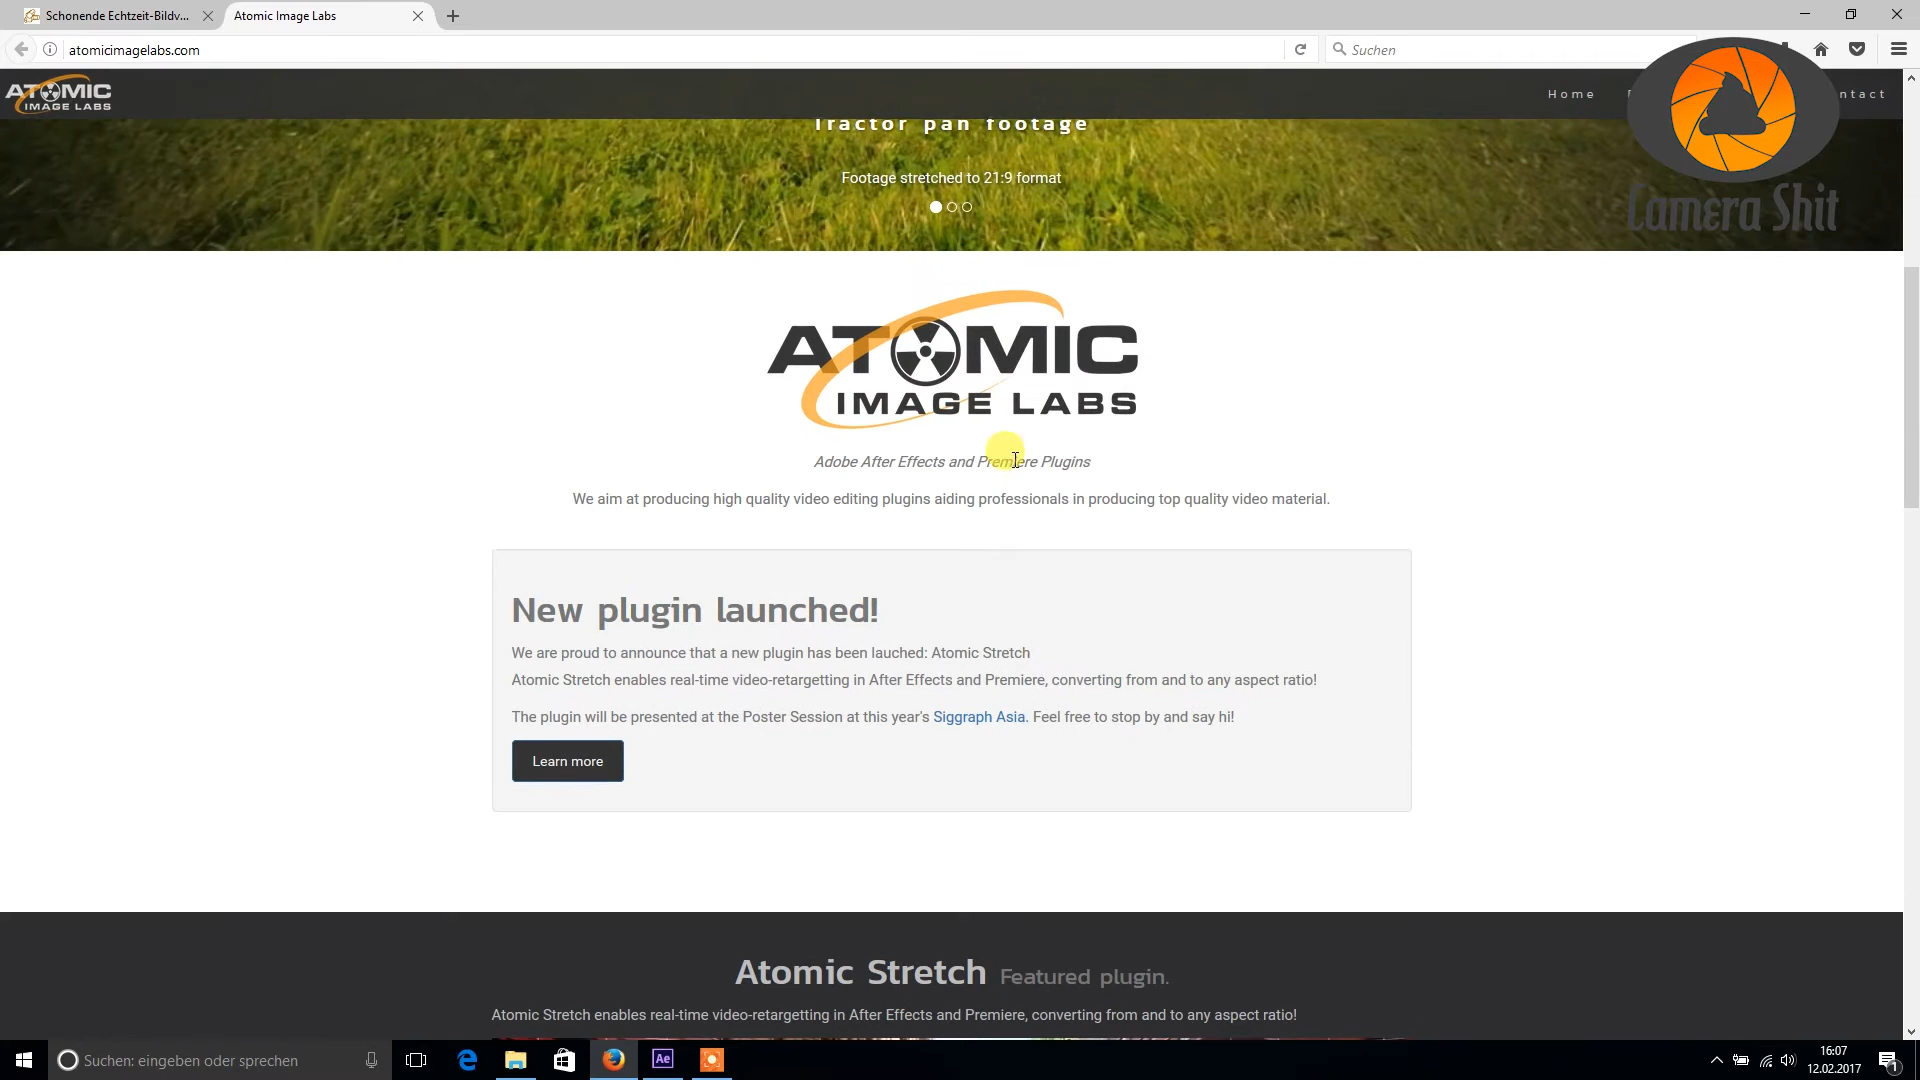 Schonende Echtzeit-Bildv...
Atomic Image Labs
atomicimagelabs.com
Suchen
ATOMIC
IMAGE LABS
Home
ntact
Tractor pan footage
Footage stretched to 21:9 format
Camera Shit
ATOMIC
IMAGE LABS
Adobe After Effects and Premiere Plugins
We aim at producing high quality video editing plugins aiding professionals in producing top quality video material.
New plugin launched!
We are proud to announce that a new plugin has been lauched: Atomic Stretch
Atomic Stretch enables real-time video-retargetting in After Effects and Premiere, converting from and to any aspect ratio!
The plugin will be presented at the Poster Session at this year's Siggraph Asia. Feel free to stop by and say hi!
Learn more
Atomic Stretch Featured plugin.
Atomic Stretch enables real-time video-retargetting in After Effects and Premiere, converting from and to any aspect ratio!
Suchen: eingeben oder sprechen
Ae
16:07
12.02.2017
1